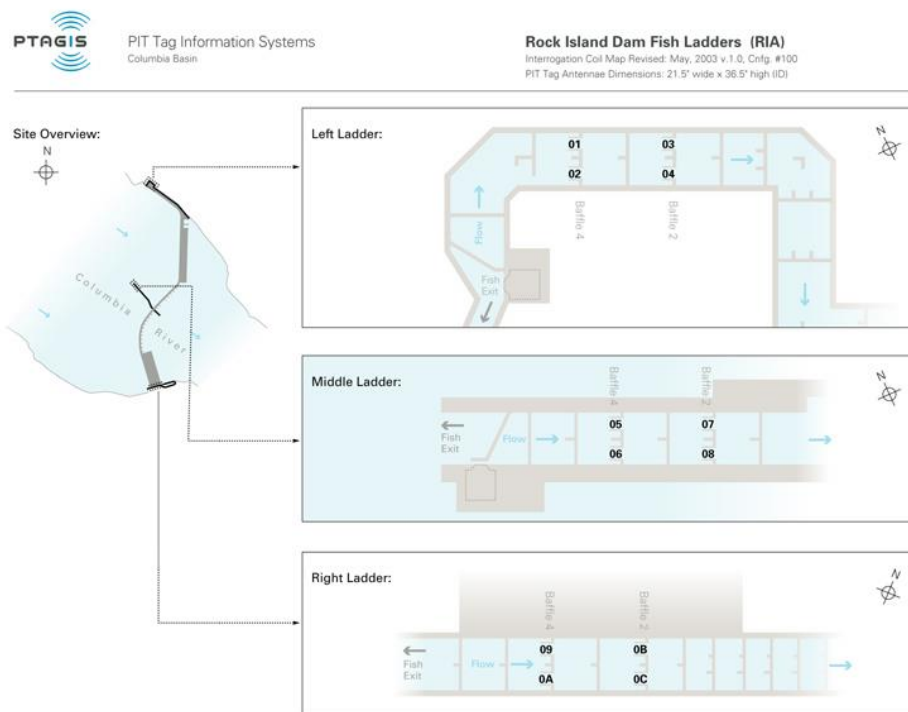 PTAGIS
PIT Tag Information Systems
Columbia Basin
Rock Island Dam Fish Ladders (RIA)
Interrogation Coil Map Revised: May, 2003 v.1.0, Cnfg. #100
PIT Tag Antennae Dimensions: 21.5" wide x 36.5" high (ID)
Site Overview:
N
Columbia
River
Left Ladder:
N
01
03
02
04
Baffle 4
Baffle 2
Flow
Fish
Exit
Middle Ladder:
N
Baffle 4
Baffle 2
05
07
Fish
Exit
Flow
06
08
Right Ladder:
N
Baffle 4
Baffle 2
09
0B
Fish
Exit
Flow
0A
0C